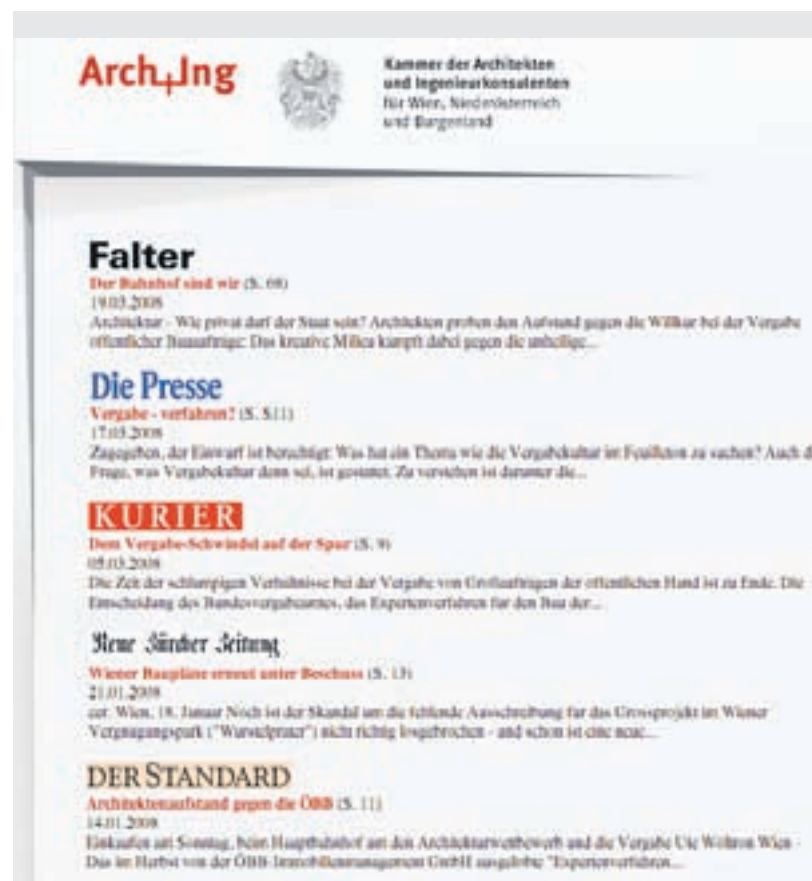 Arch+Ing
Kammer der Architekten
und Ingenieurkonsulenten
für Wien, Niederösterreich
und Burgenland
Falter
Der Bahnhof sind wir (S. 68)
19.03.2008
Architektur - Wie privat darf der Staat sein? Architekten proben den Aufstand gegen die Willkür bei der Vergabe
öffentlicher Bauaufträge: Das kreative Milieu kämpft dabei gegen die unheilige...
Die Presse
Vergabe - verfahren? (S. S11)
17.03.2008
Zugegeben, der Einwurf ist berechtigt: Was hat ein Thema wie die Vergabekultur im Feuilleton zu suchen? Auch d
Frage, was Vergabekultur denn sei, ist gestattet. Zu verstehen ist darunter die...
KURIER
Dem Vergabe-Schwindel auf der Spur (S. 9)
05.03.2008
Die Zeit der schlampigen Verhältnisse bei der Vergabe von Großaufträgen der öffentlichen Hand ist zu Ende. Die
Entscheidung des Bundesvergabeamtes, das Expertenverfahren für den Bau der...
Neue Zürcher Zeitung
Wiener Baupläne erneut unter Beschuss (S. 13)
21.01.2008
Wien, 18. Januar Noch ist der Skandal um die fehlende Ausschreibung für das Grossprojekt im Wiener
Vergnügungspark ("Wurstelprater") nicht richtig losgebrochen - und schon ist eine neue...
DER STANDARD
Architektenaufstand gegen die ÖBB (S. 11)
14.01.2008
Einkaufen am Sonntag, beim Hauptbahnhof um den Architekturwettbewerb und die Vergabe Ute Woltron Wien -
Das im Herbst von der ÖBB-Immobilienmanagement GmbH ausgelobte "Expertenverfahren...